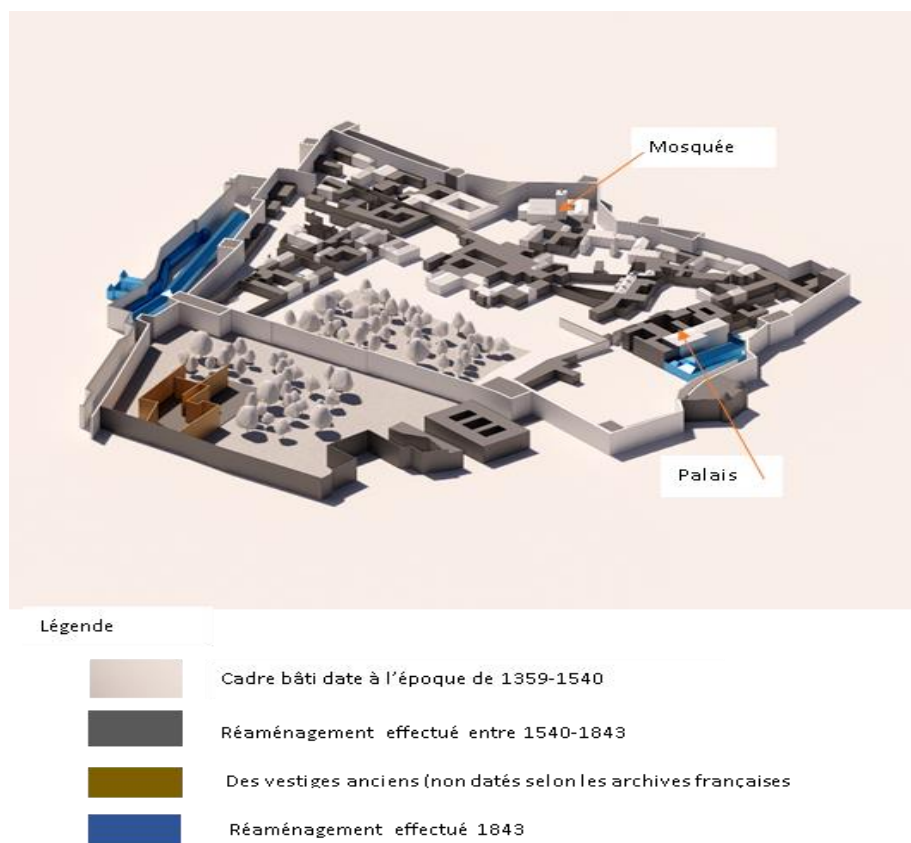 Mosquée
Palais
Légende
Cadre bâti date à l'époque de 1359-1540
Réaménagement effectué entre 1540-1843
Des vestiges anciens (non datés selon les archives françaises
Réaménagement effectué 1843